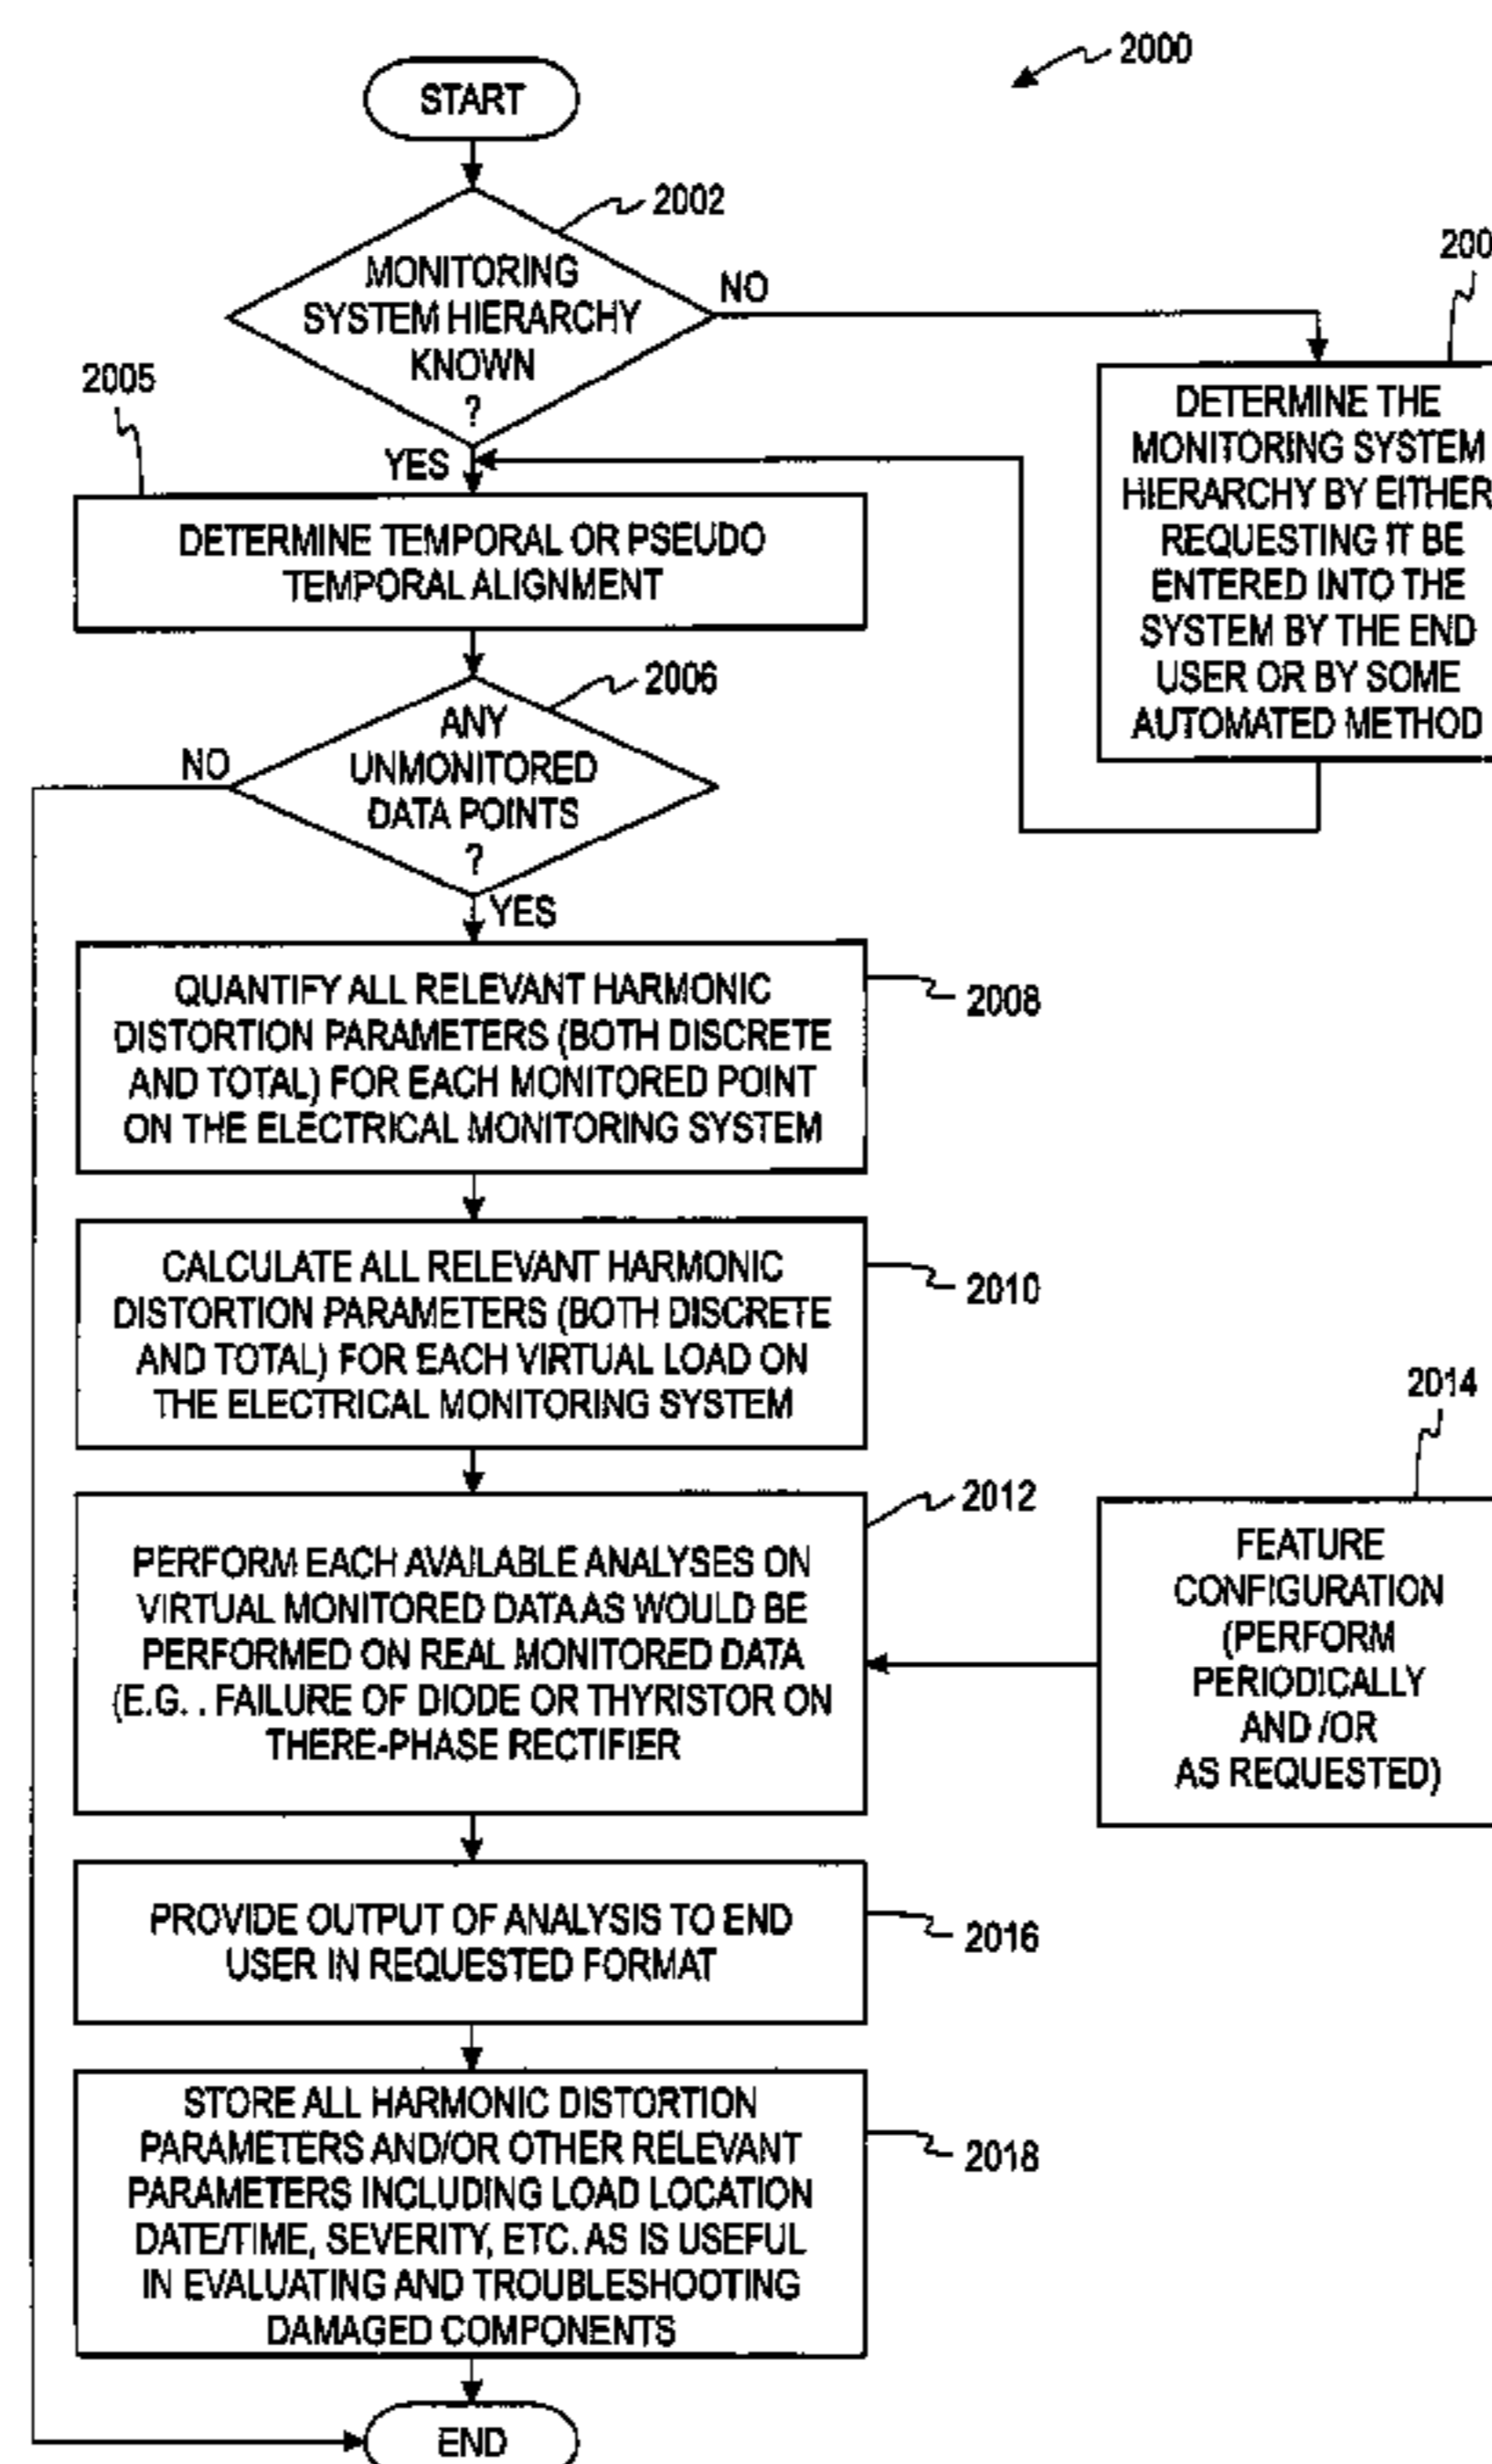 2000
START
2002
MONITORING
SYSTEM HIERARCHY
KNOWN
?
NO
YES
200
DETERMINE THE
MONITORING SYSTEM
HIERARCHY BY EITHER
REQUESTING IT BE
ENTERED INTO THE
SYSTEM BY THE END
USER OR BY SOME
AUTOMATED METHOD
2005
DETERMINE TEMPORAL OR PSEUDO
TEMPORAL ALIGNMENT
2006
ANY
UNMONITORED
DATA POINTS
?
NO
YES
QUANTIFY ALL RELEVANT HARMONIC
DISTORTION PARAMETERS (BOTH DISCRETE
AND TOTAL) FOR EACH MONITORED POINT
ON THE ELECTRICAL MONITORING SYSTEM
2008
CALCULATE ALL RELEVANT HARMONIC
DISTORTION PARAMETERS (BOTH DISCRETE
AND TOTAL) FOR EACH VIRTUAL LOAD ON
THE ELECTRICAL MONITORING SYSTEM
2010
2012
PERFORM EACH AVAILABLE ANALYSES ON
VIRTUAL MONITORED DATA AS WOULD BE
PERFORMED ON REAL MONITORED DATA
(E.G. . FAILURE OF DIODE OR THYRISTOR ON
THERE-PHASE RECTIFIER
2014
FEATURE
CONFIGURATION
(PERFORM
PERIODICALLY
AND /OR
AS REQUESTED)
PROVIDE OUTPUT OF ANALYSIS TO END
USER IN REQUESTED FORMAT
2016
STORE ALL HARMONIC DISTORTION
PARAMETERS AND/OR OTHER RELEVANT
PARAMETERS INCLUDING LOAD LOCATION
DATE/TIME, SEVERITY, ETC. AS IS USEFUL
IN EVALUATING AND TROUBLESHOOTING
DAMAGED COMPONENTS
2018
END